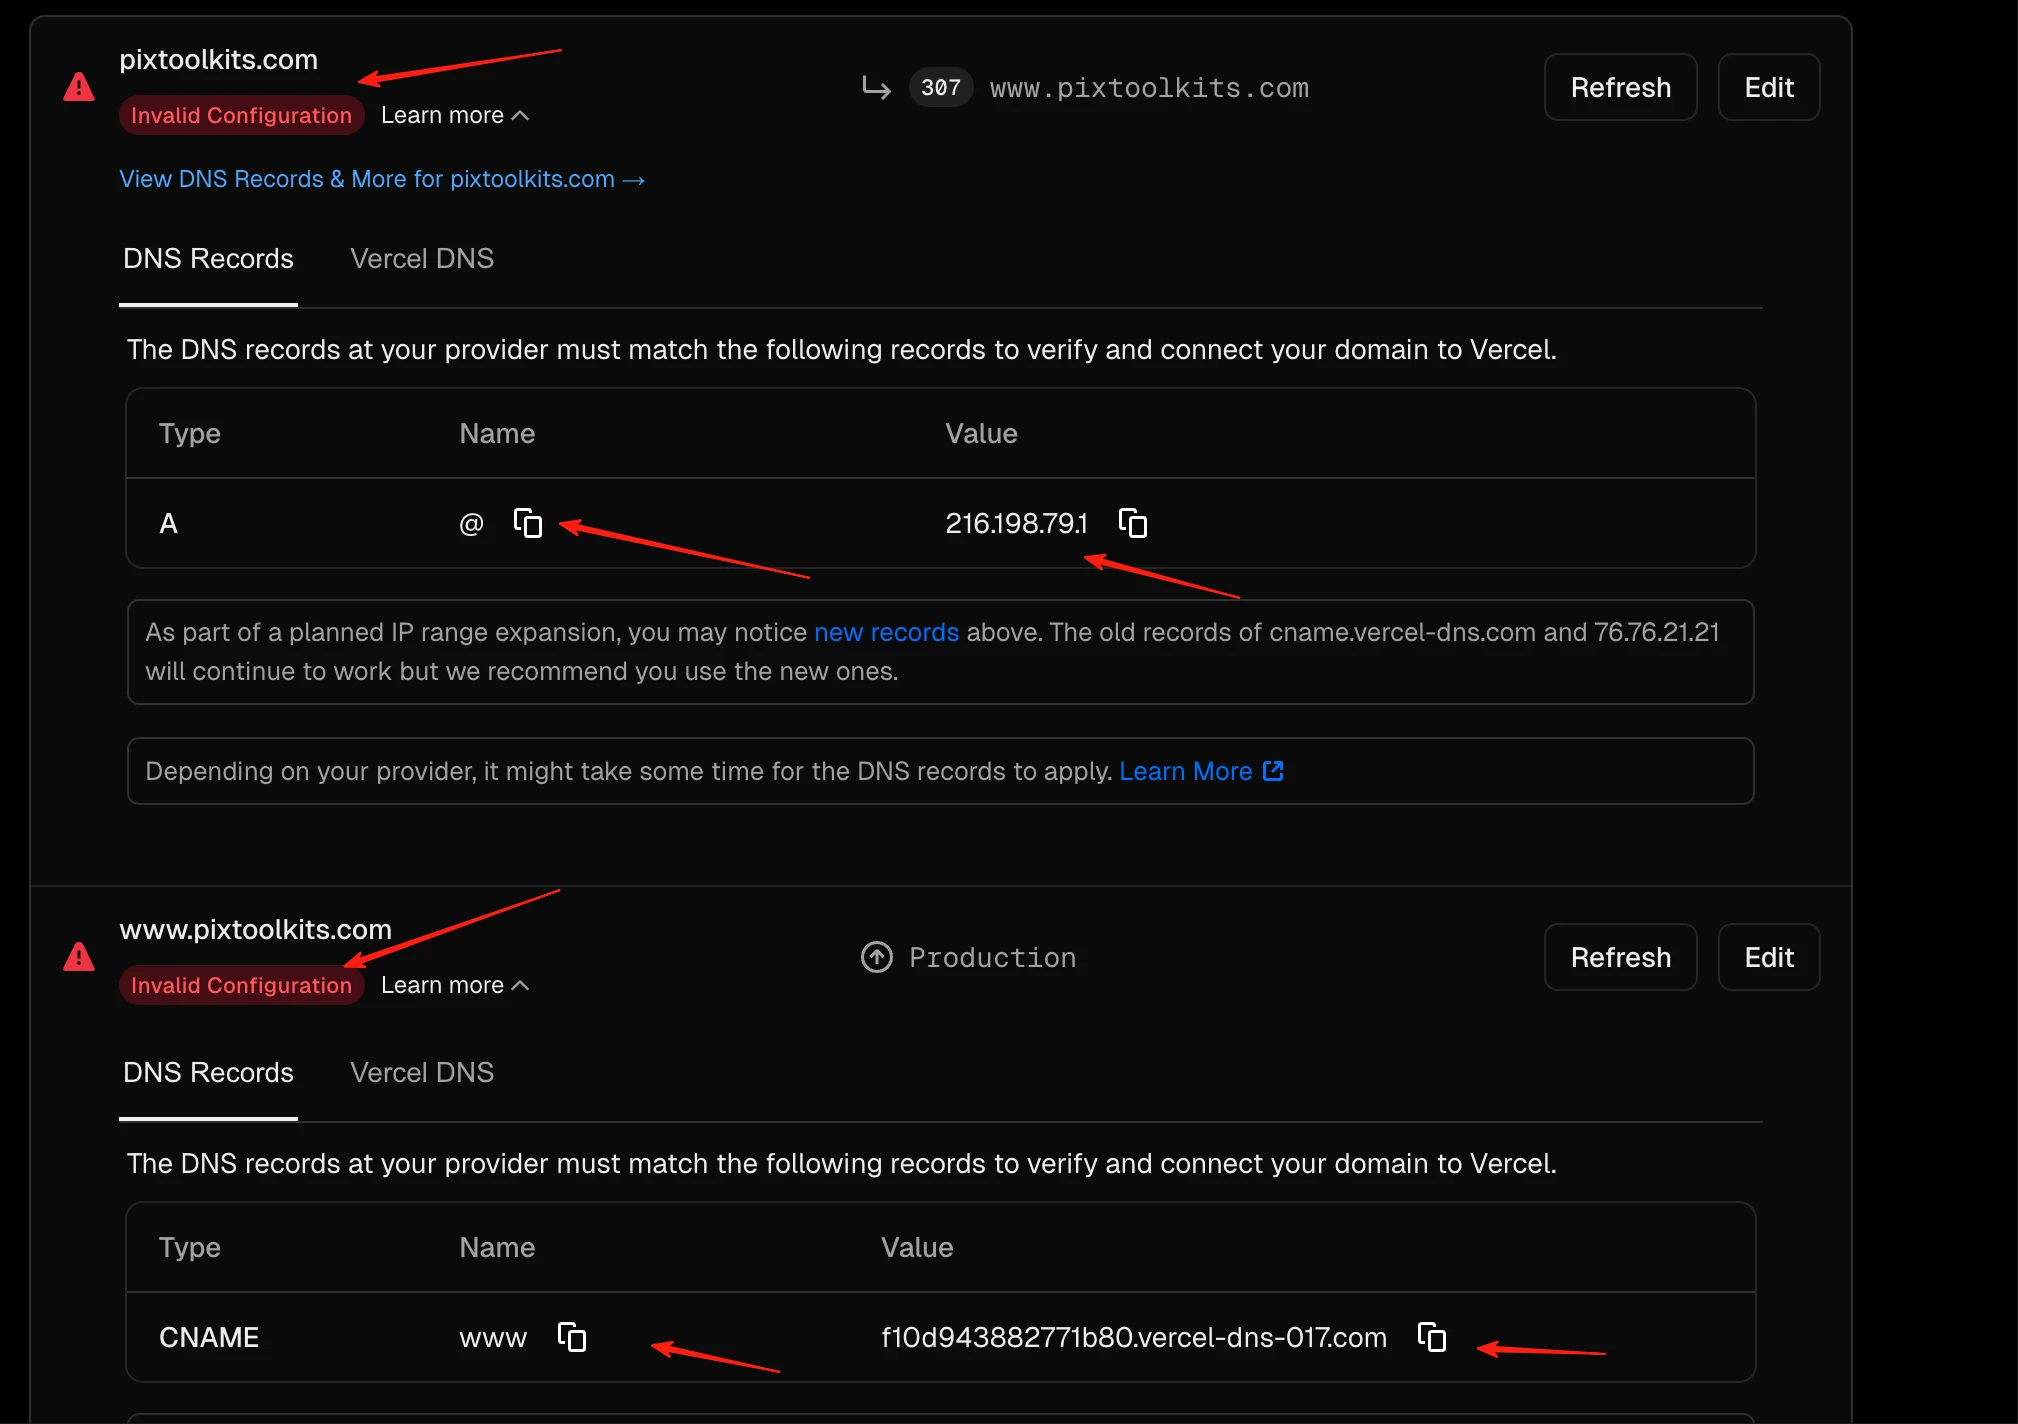 pixtoolkits.com
Invalid Configuration Learn more
307 www.pixtoolkits.com
Refresh
Edit
View DNS Records & More for pixtoolkits.com →
DNS Records Vercel DNS
The DNS records at your provider must match the following records to verify and connect your domain to Vercel.
Type Name Value
A @ 216.198.79.1
As part of a planned IP range expansion, you may notice new records above. The old records of cname.vercel-dns.com and 76.76.21.21
will continue to work but we recommend you use the new ones.
Depending on your provider, it might take some time for the DNS records to apply. Learn More
www.pixtoolkits.com
Invalid Configuration Learn more
Production
Refresh
Edit
DNS Records Vercel DNS
The DNS records at your provider must match the following records to verify and connect your domain to Vercel.
Type Name Value
CNAME www f10d943882771b80.vercel-dns-017.com